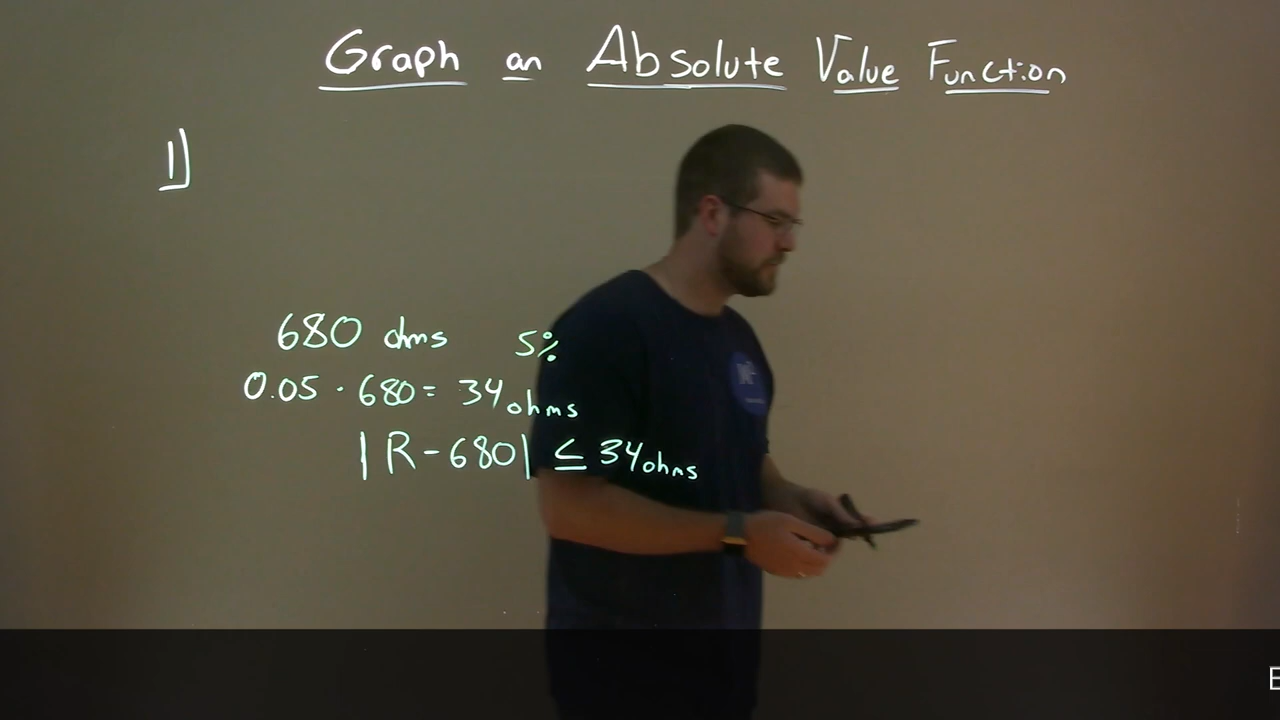 Graph an Absolute Value Function
1)
680 ohms 5%
0.05 · 680 = 34 ohms
|R - 680| ≤ 34 ohms